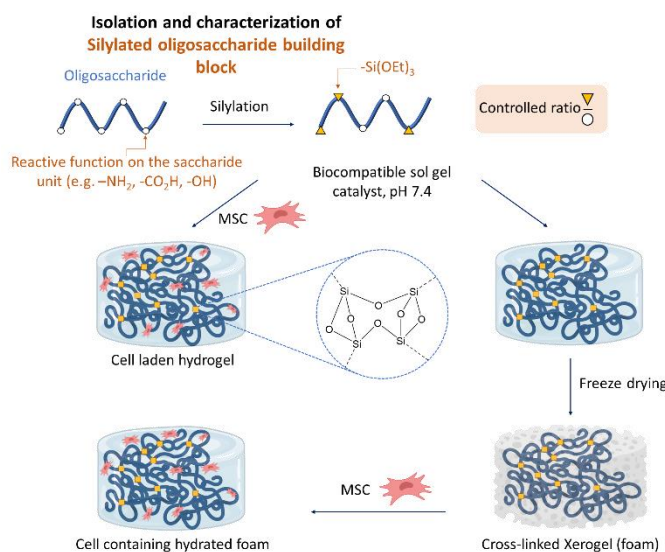 Isolation and characterization of
Silylated oligosaccharide building
block
Oligosaccharide
Silylation
-Si(OEt)3
Controlled ratio
Reactive function on the saccharide
unit (e.g. –NH2, -CO2H, -OH)
Biocompatible sol gel
catalyst, pH 7.4
MSC
Si O Si
O O O O
O
Si Si
Cell laden hydrogel
Freeze drying
MSC
Cell containing hydrated foam
Cross-linked Xerogel (foam)